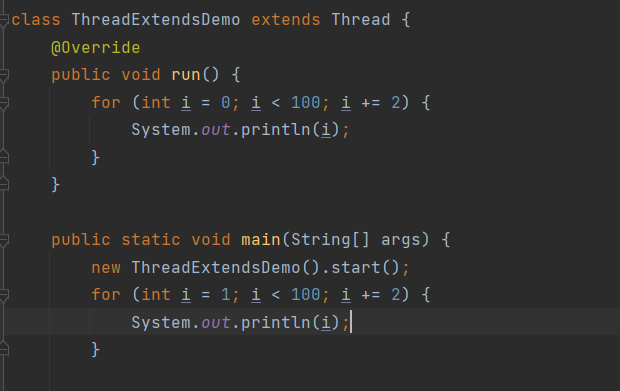 class ThreadExtendsDemo extends Thread {
    @Override
    public void run() {
        for (int i = 0; i < 100; i += 2) {
            System.out.println(i);
        }
    }

    public static void main(String[] args) {
        new ThreadExtendsDemo().start();
        for (int i = 1; i < 100; i += 2) {
            System.out.println(i);
        }